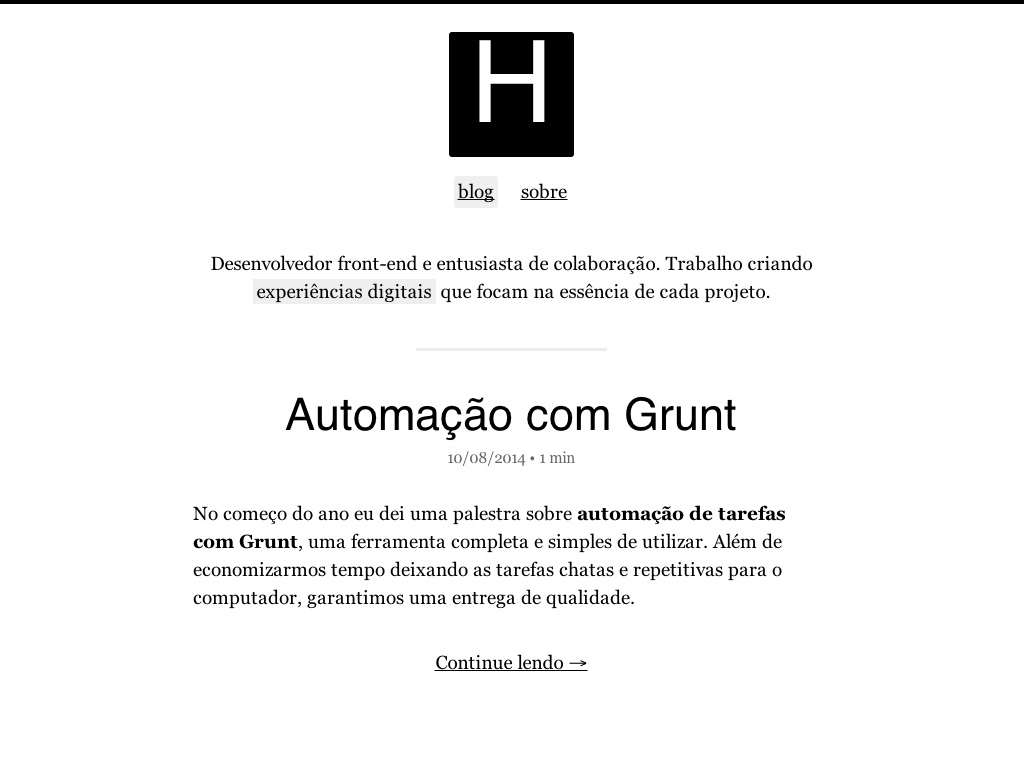 H
blog sobre
Desenvolvedor front-end e entusiasta de colaboração. Trabalho criando
experiências digitais que focam na essência de cada projeto.
Automação com Grunt
10/08/2014 • 1 min
No começo do ano eu dei uma palestra sobre automação de tarefas
com Grunt, uma ferramenta completa e simples de utilizar. Além de
economizarmos tempo deixando as tarefas chatas e repetitivas para o
computador, garantimos uma entrega de qualidade.
Continue lendo →